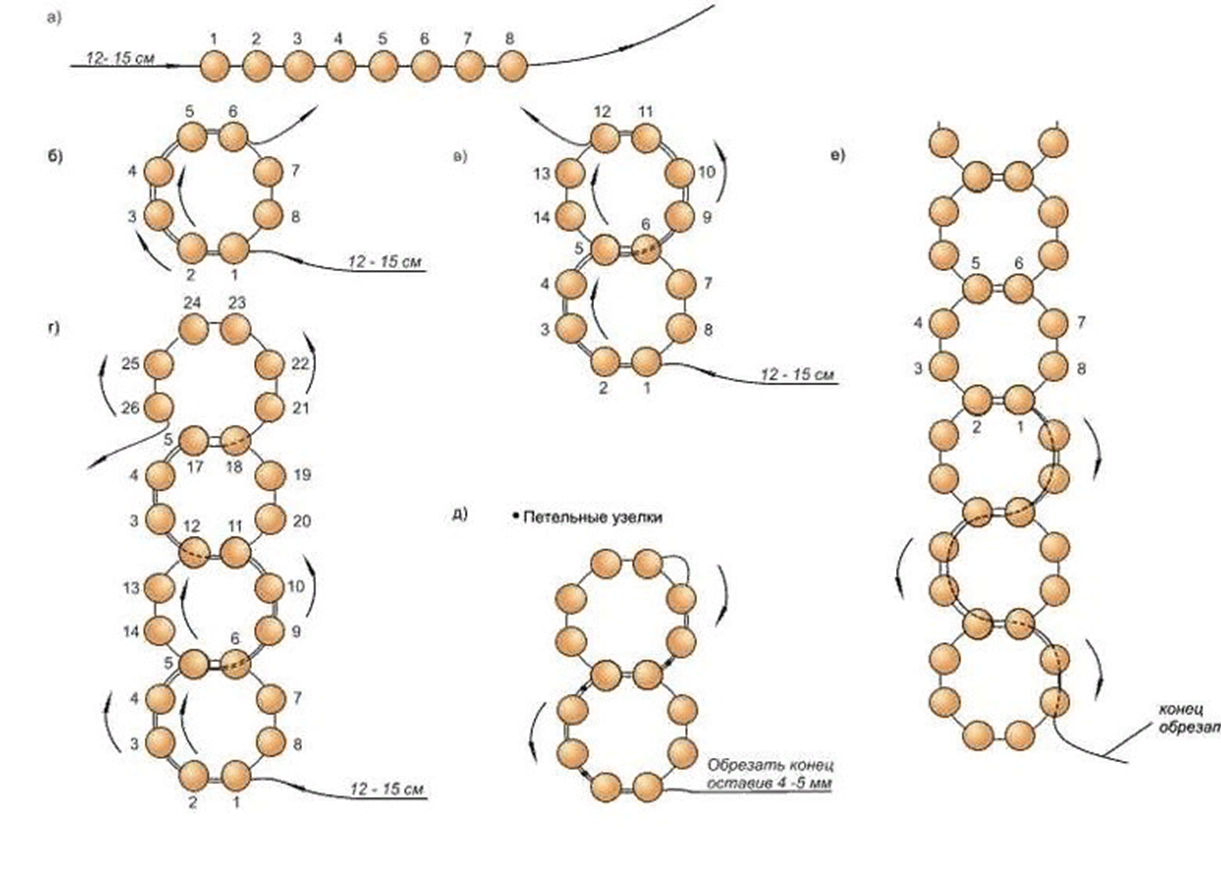 а)
1 2 3 4 5 6 7 8
12- 15 см
б)
5 6
4 7
3 8
2 1
12 - 15 см
в)
12 11
13 10
14 9
6
5
4 7
3 8
2 1
12 - 15 см
г)
24 23
25 22
26 21
5 17 18
4 19
3 20
12 11
13 10
14 9
6
5
4 7
3 8
2 1
12 - 15 см
д)
• Петельные узелки
Обрезать конец
оставив 4 -5 мм
е)
5 6
4 7
3 8
2 1
конец
обрезат